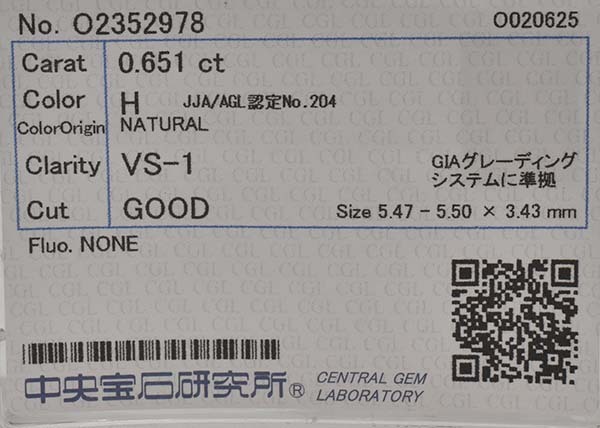 No. O2352978 O020625
Carat 0.651 ct
Color H JJA/AGL認定No.204
ColorOrigin NATURAL
Clarity VS-1 GIAグレーディング
システムに準拠
Cut GOOD Size 5.47 - 5.50 × 3.43 mm
Fluo. NONE
中央宝石研究所® CENTRAL GEM
LABORATORY